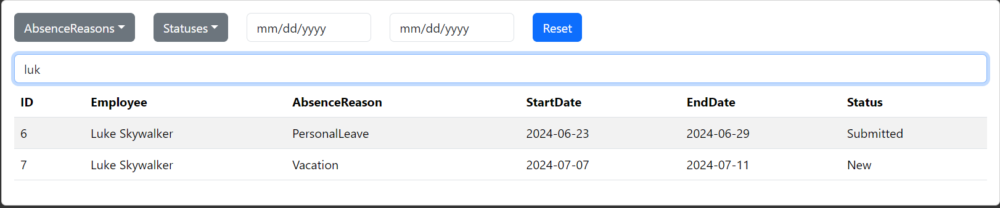 AbsenceReasons Statuses mm/dd/yyyy mm/dd/yyyy Reset
luk
ID Employee AbsenceReason StartDate EndDate Status
6 Luke Skywalker PersonalLeave 2024-06-23 2024-06-29 Submitted
7 Luke Skywalker Vacation 2024-07-07 2024-07-11 New